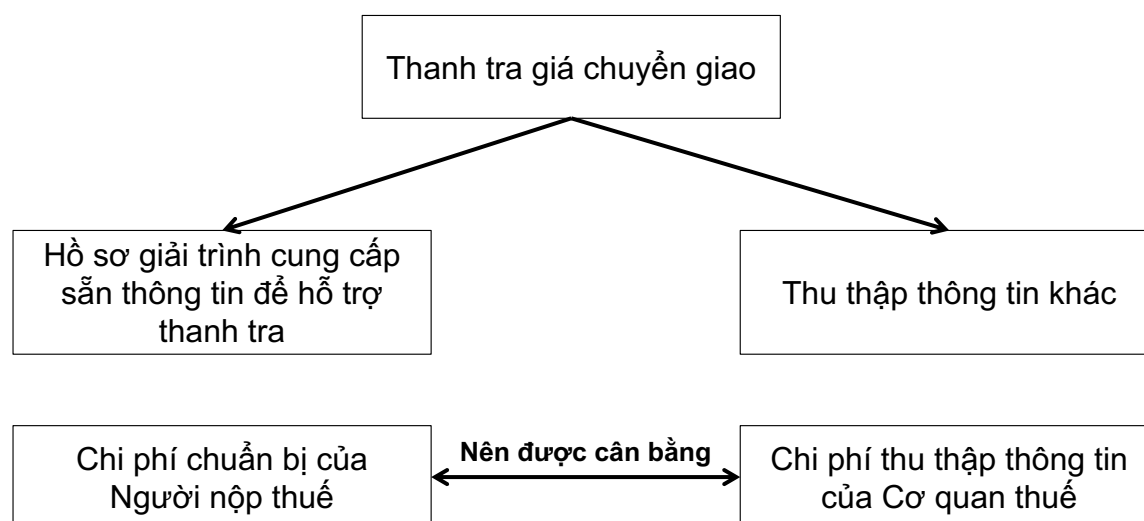 Thanh tra giá chuyển giao
Hồ sơ giải trình cung cấp
sẵn thông tin để hỗ trợ
thanh tra
Thu thập thông tin khác
Chi phí chuẩn bị của
Người nộp thuế
Nên được cân bằng
Chi phí thu thập thông tin
của Cơ quan thuế